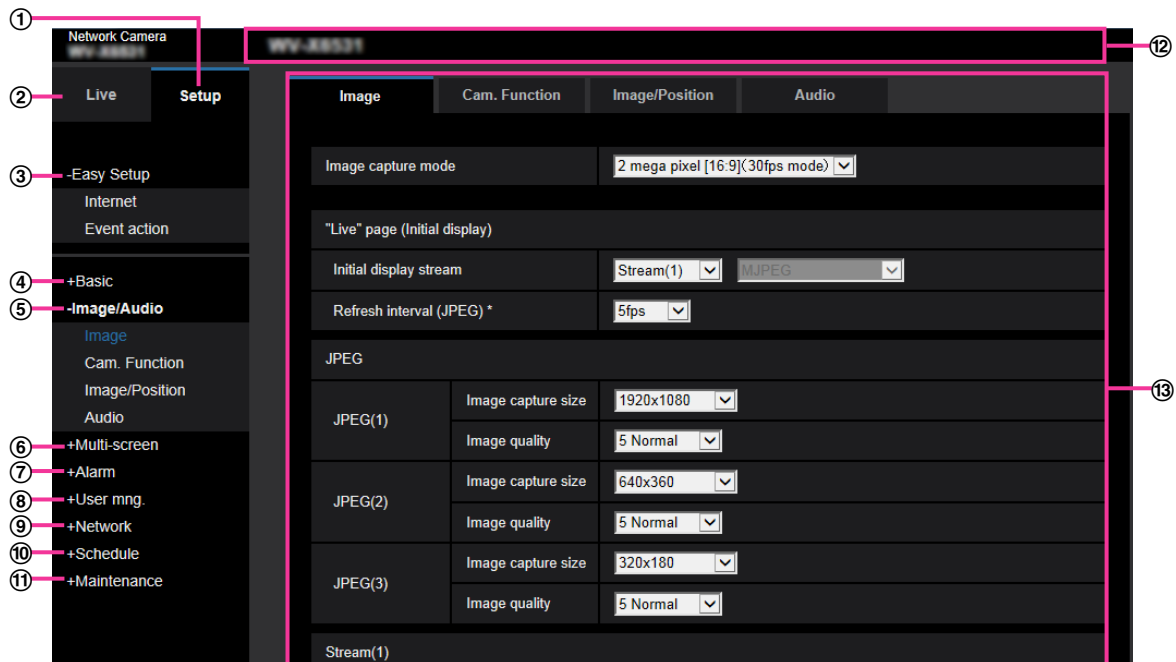 ①
Network Camera
WV-X6531
⑫
② Live Setup
Image Cam. Function Image/Position Audio
Image capture mode 2 mega pixel [16:9](30fps mode)
③ -Easy Setup
Internet
Event action
"Live" page (Initial display)
Initial display stream Stream(1) MJPEG
Refresh interval (JPEG) * 5fps
④ +Basic
⑤ -Image/Audio
Image
Cam. Function
Image/Position
Audio
⑥ +Multi-screen
⑦ +Alarm
⑧ +User mng.
⑨ +Network
⑩ +Schedule
⑪ +Maintenance
JPEG
⑬
JPEG(1)
Image capture size 1920x1080
Image quality 5 Normal
JPEG(2)
Image capture size 640x360
Image quality 5 Normal
JPEG(3)
Image capture size 320x180
Image quality 5 Normal
Stream(1)